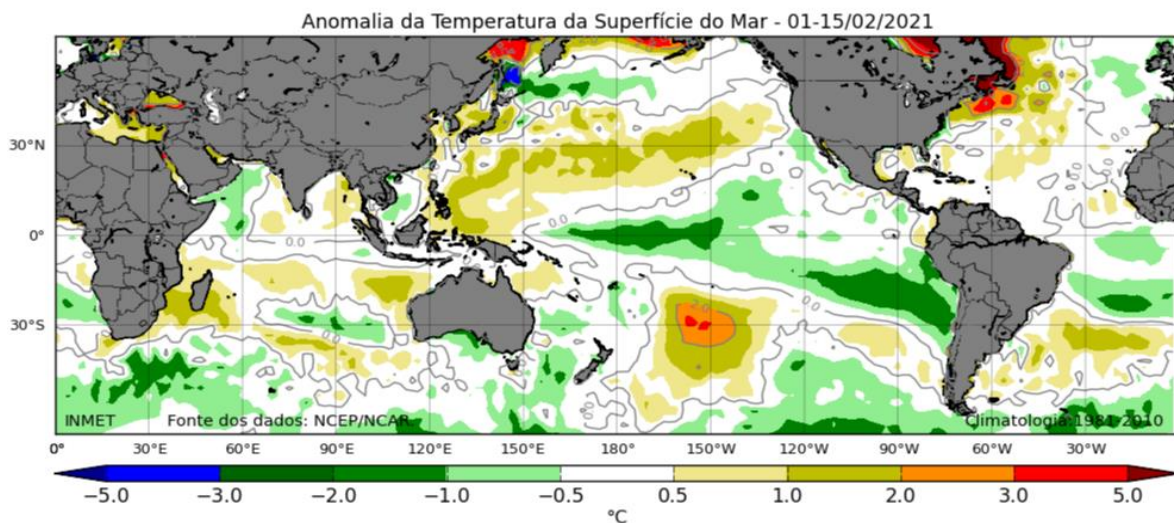 Anomalia da Temperatura da Superfície do Mar - 01-15/02/2021
30°N
0°
30°S
0.0
0.0
0.0
INMET Fonte dos dados: NCEP/NCAR. Climatologia:1981-2010
0° 30°E 60°E 90°E 120°E 150°E 180° 150°W 120°W 90°W 60°W 30°W
−5.0 −3.0 −2.0 −1.0 −0.5 0.5 1.0 2.0 3.0 5.0
°C